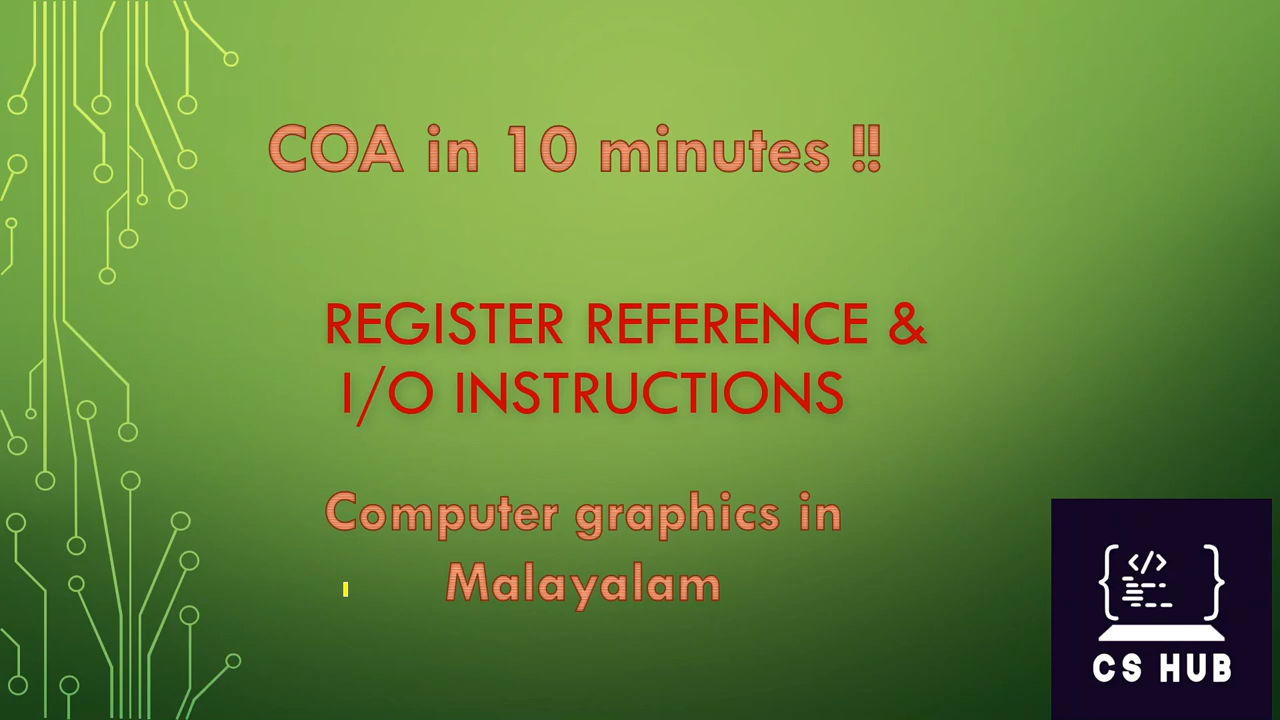 COA in 10 minutes !!
REGISTER REFERENCE &
I/O INSTRUCTIONS
Computer graphics in
Malayalam
{ </> }
CS HUB